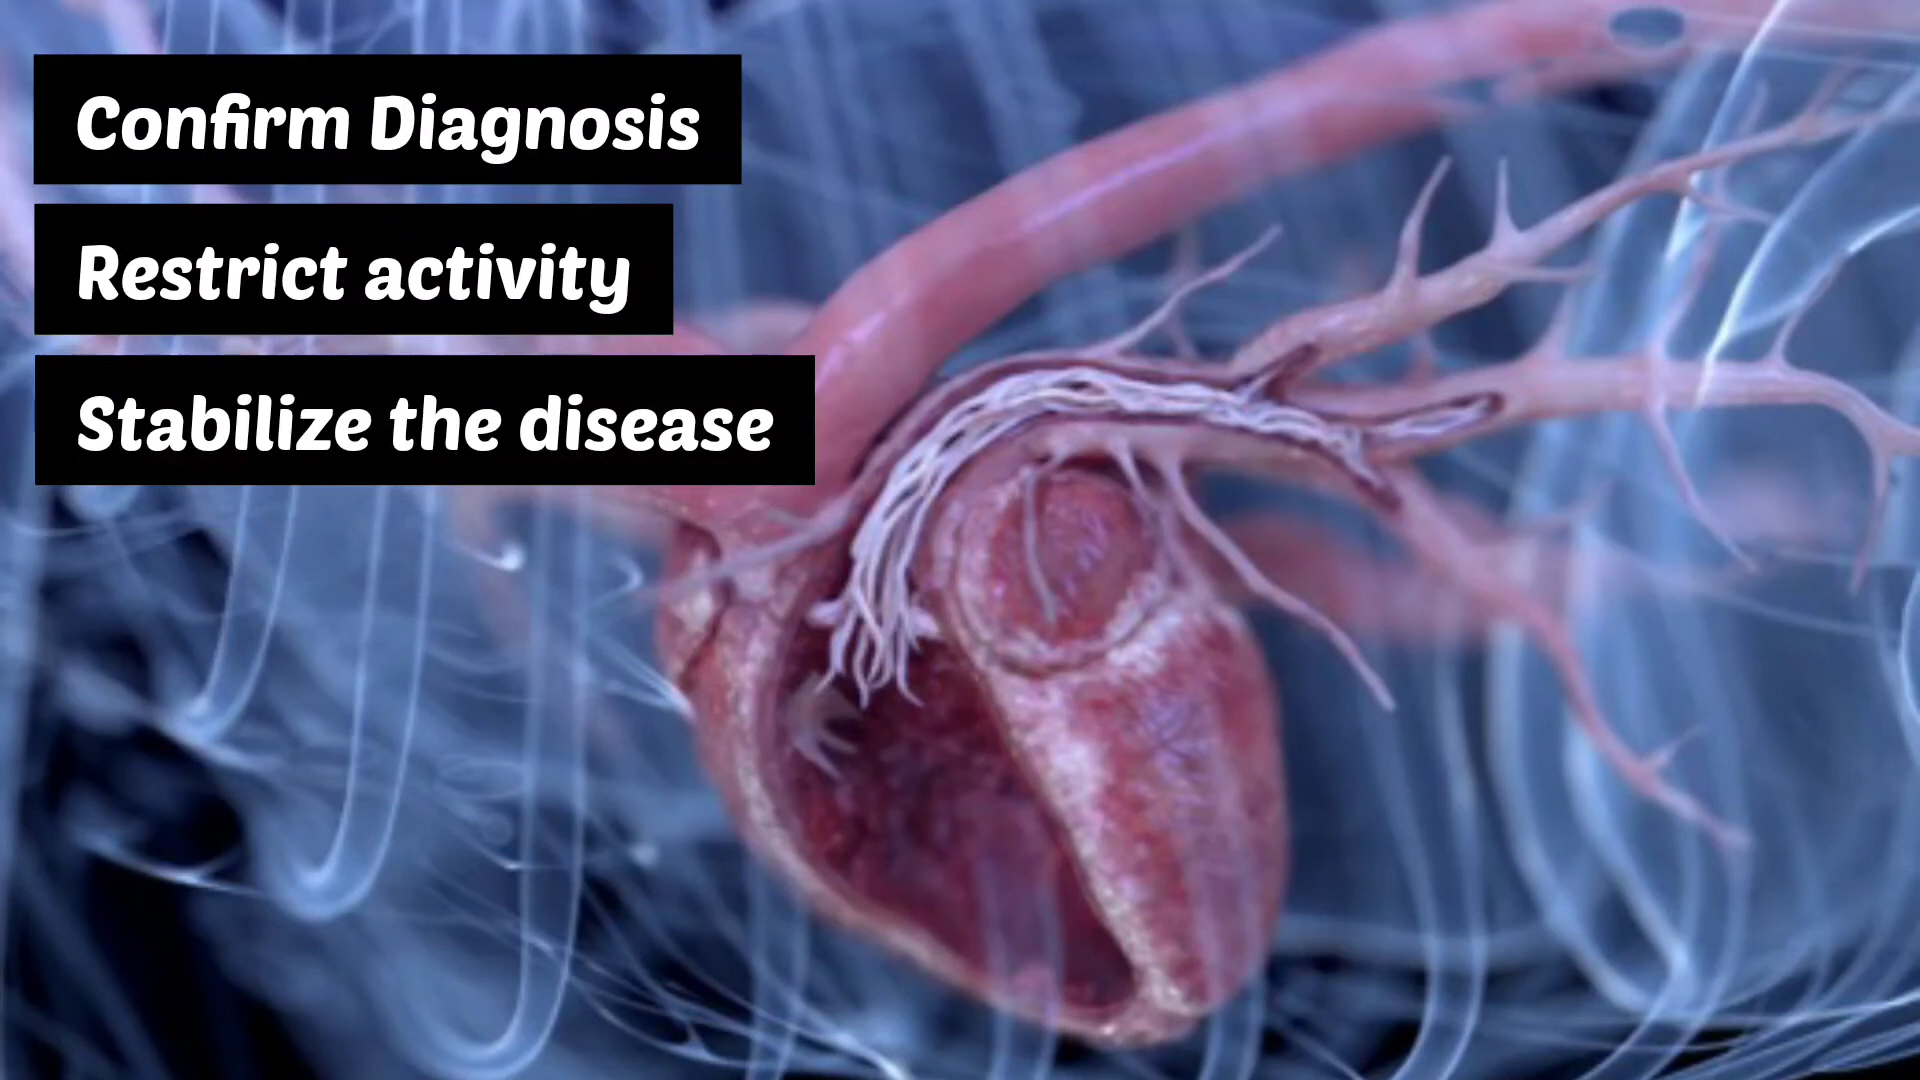 Confirm Diagnosis
Restrict activity
Stabilize the disease